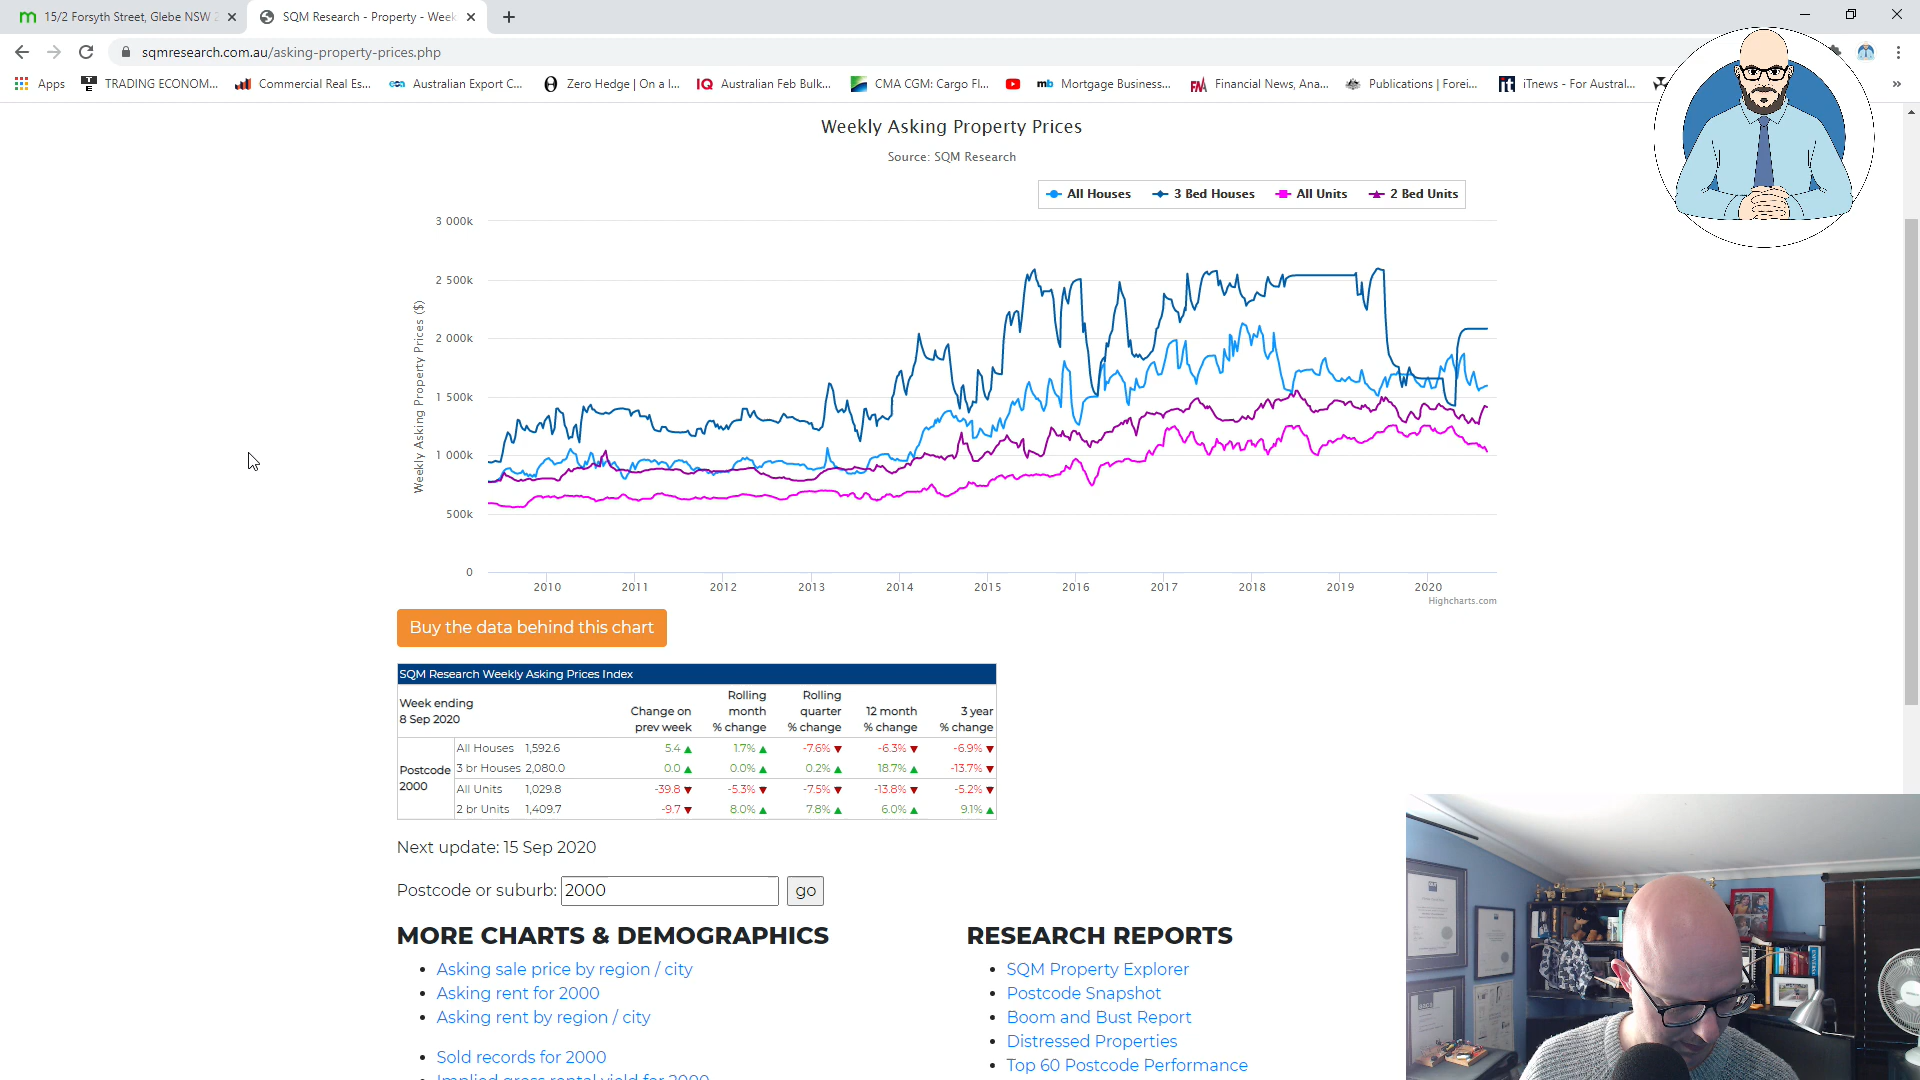 15/2 Forsyth Street, Glebe NSW 2
SQM Research - Property - Week
sqmresearch.com.au/asking-property-prices.php
Apps
TRADING ECONOM...
Commercial Real Es...
Australian Export C...
Zero Hedge | On a l...
Australian Feb Bulk...
CMA CGM: Cargo Fl...
Mortgage Business...
Financial News, Ana...
Publications | Forei...
iTnews - For Austral...
»
Weekly Asking Property Prices
Source: SQM Research
All Houses 3 Bed Houses All Units 2 Bed Units
Weekly Asking Property Prices ($)
3 000k
2 500k
2 000k
1 500k
1 000k
500k
0
2010 2011 2012 2013 2014 2015 2016 2017 2018 2019 2020
Highcharts.com
Buy the data behind this chart
SQM Research Weekly Asking Prices Index
Week ending
8 Sep 2020
Change on
prev week
Rolling
month
% change
Rolling
quarter
% change
12 month
% change
3 year
% change
Postcode
2000
All Houses 1,592.6 5.4 ▲ 1.7% ▲ -7.6% ▼ -6.3% ▼ -6.9% ▼
3 br Houses 2,080.0 0.0 ▲ 0.0% ▲ 0.2% ▲ 18.7% ▲ -13.7% ▼
All Units 1,029.8 -39.8 ▼ -5.3% ▼ -7.5% ▼ -13.8% ▼ -5.2% ▼
2 br Units 1,409.7 -9.7 ▼ 8.0% ▲ 7.8% ▲ 6.0% ▲ 9.1% ▲
Next update: 15 Sep 2020
Postcode or suburb: 2000 go
MORE CHARTS & DEMOGRAPHICS
Asking sale price by region / city
Asking rent for 2000
Asking rent by region / city
Sold records for 2000
Implied gross rental yield for 2000
RESEARCH REPORTS
SQM Property Explorer
Postcode Snapshot
Boom and Bust Report
Distressed Properties
Top 60 Postcode Performance